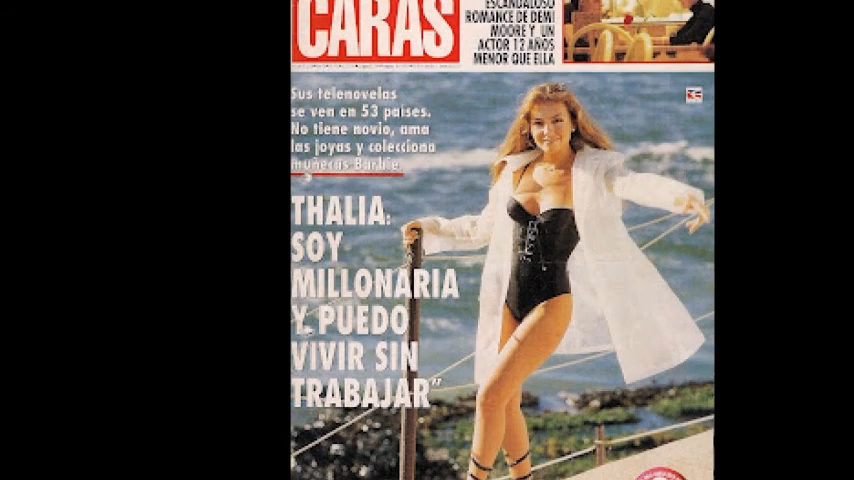 CARAS
ESCANDALOSO
ROMANCE DE DEMI
MOORE Y UN
ACTOR 12 AÑOS
MENOR QUE ELLA
Sus telenovelas
se ven en 53 países.
No tiene novio, ama
las joyas y colecciona
muñecas Barbie.
THALIA:
SOY
MILLONARIA
Y PUEDO
VIVIR SIN
TRABAJAR"